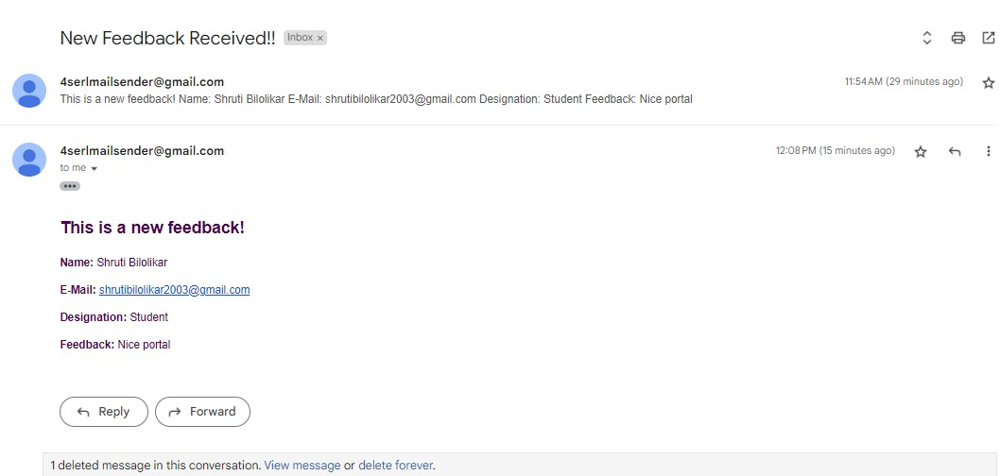 New Feedback Received!! Inbox ×
4serlmailsender@gmail.com 11:54 AM (29 minutes ago)
This is a new feedback! Name: Shruti Bilolikar E-Mail: shrutibilolikar2003@gmail.com Designation: Student Feedback: Nice portal
4serlmailsender@gmail.com 12:08 PM (15 minutes ago)
to me
This is a new feedback!
Name: Shruti Bilolikar
E-Mail: shrutibilolikar2003@gmail.com
Designation: Student
Feedback: Nice portal
Reply Forward
1 deleted message in this conversation. View message or delete forever.